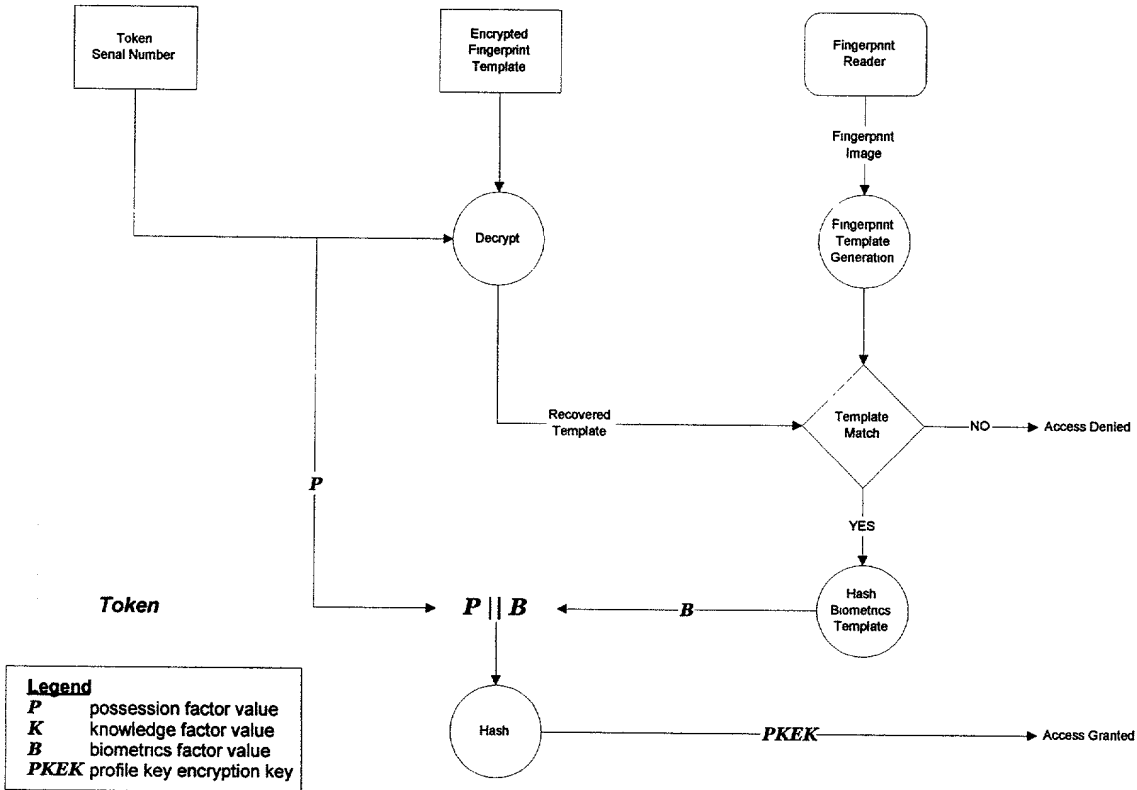 Token
Serial Number
Encrypted
Fingerprint
Template
Fingerprint
Reader
Fingerprint
Image
Decrypt
Fingerprint
Template
Generation
Recovered
Template
Template
Match
NO
Access Denied
P
YES
Token
P || B
B
Hash
Biometrics
Template
Legend
P possession factor value
K knowledge factor value
B biometrics factor value
PKEK profile key encryption key
Hash
PKEK
Access Granted